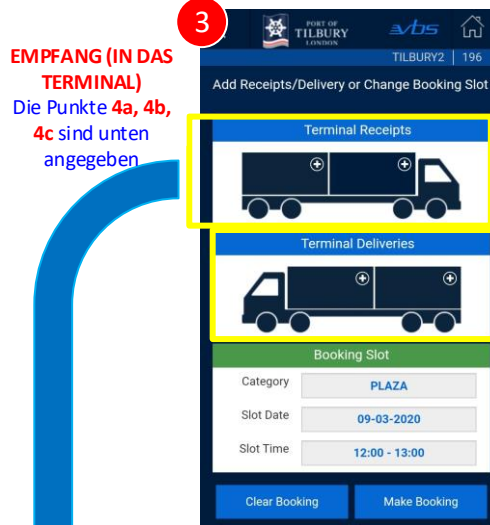 3
PORT OF
TILBURY
LONDON
vbs
TILBURY2 | 196
EMPFANG (IN DAS
TERMINAL)
Die Punkte 4a, 4b,
4c sind unten
angegeben
Add Receipts/Delivery or Change Booking Slot
Terminal Receipts
Terminal Deliveries
Booking Slot
Category PLAZA
Slot Date 09-03-2020
Slot Time 12:00 - 13:00
Clear Booking Make Booking